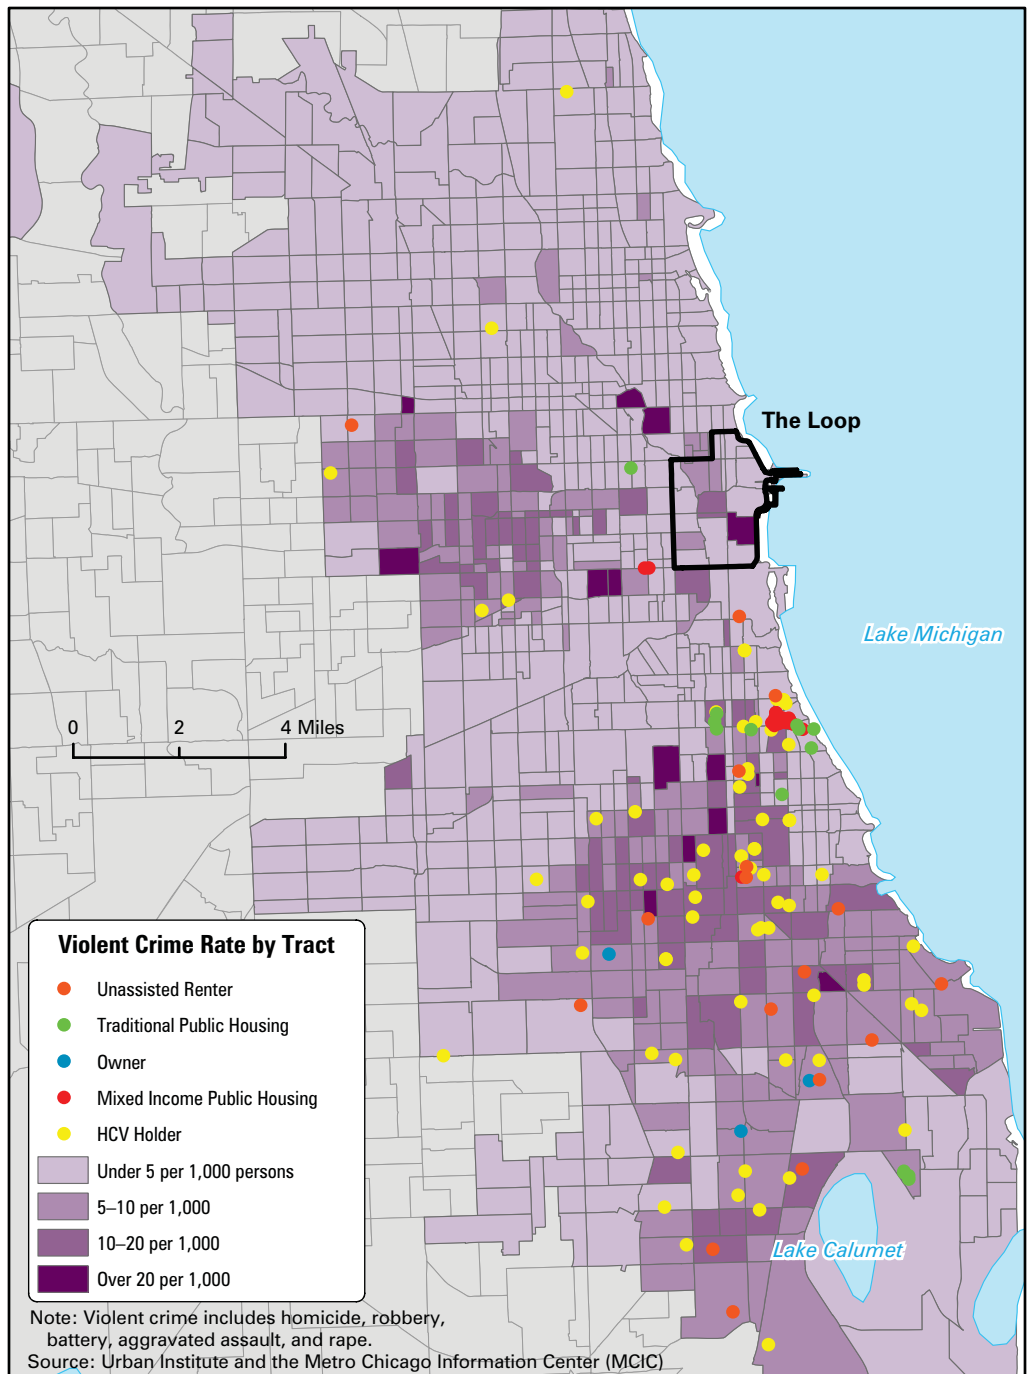 The Loop
Lake Michigan
0 2 4 Miles
Violent Crime Rate by Tract
Unassisted Renter
Traditional Public Housing
Owner
Mixed Income Public Housing
HCV Holder
Under 5 per 1,000 persons
5–10 per 1,000
10–20 per 1,000
Over 20 per 1,000
Lake Calumet
Note: Violent crime includes homicide, robbery,
battery, aggravated assault, and rape.
Source: Urban Institute and the Metro Chicago Information Center (MCIC)